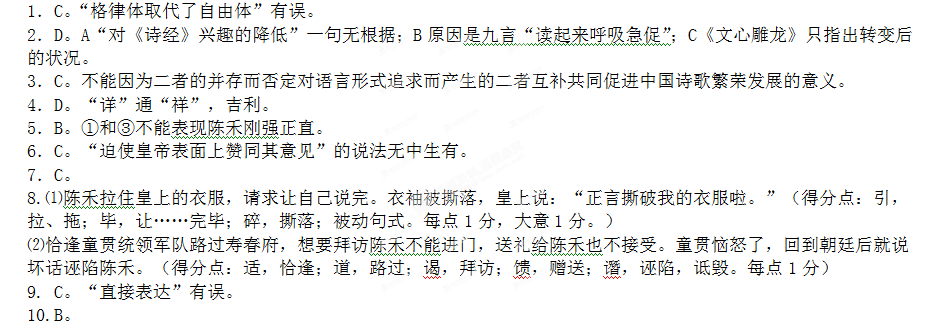 1. C。“格律体取代了自由体”有误。
2. D。A“对《诗经》兴趣的降低”一句无根据；B 原因是九言“读起来呼吸急促”；C《文心雕龙》只指出转变后
的状况。
3. C。不能因为二者的并存而否定对语言形式追求而产生的二者互补共同促进中国诗歌繁荣发展的意义。
4. D。“详”通“祥”，吉利。
5. B。①和③不能表现陈禾刚强正直。
6. C。“迫使皇帝表面上赞同其意见”的说法无中生有。
7. C。
8.⑴陈禾拉住皇上的衣服，请求让自己说完。衣袖被撕落，皇上说：“正言撕破我的衣服啦。”（得分点：引，
拉、拖；毕，让……完毕；碎，撕落；被动句式。每点 1 分，大意 1 分。）
⑵恰逢童贯统领军队路过寿春府，想要拜访陈禾不能进门，送礼给陈禾也不接受。童贯恼怒了，回到朝廷后就说
坏话诬陷陈禾。（得分点：适，恰逢；道，路过；谒，拜访；馈，赠送；谮，诬陷，诋毁。每点 1 分）
9. C。“直接表达”有误。
10.B。